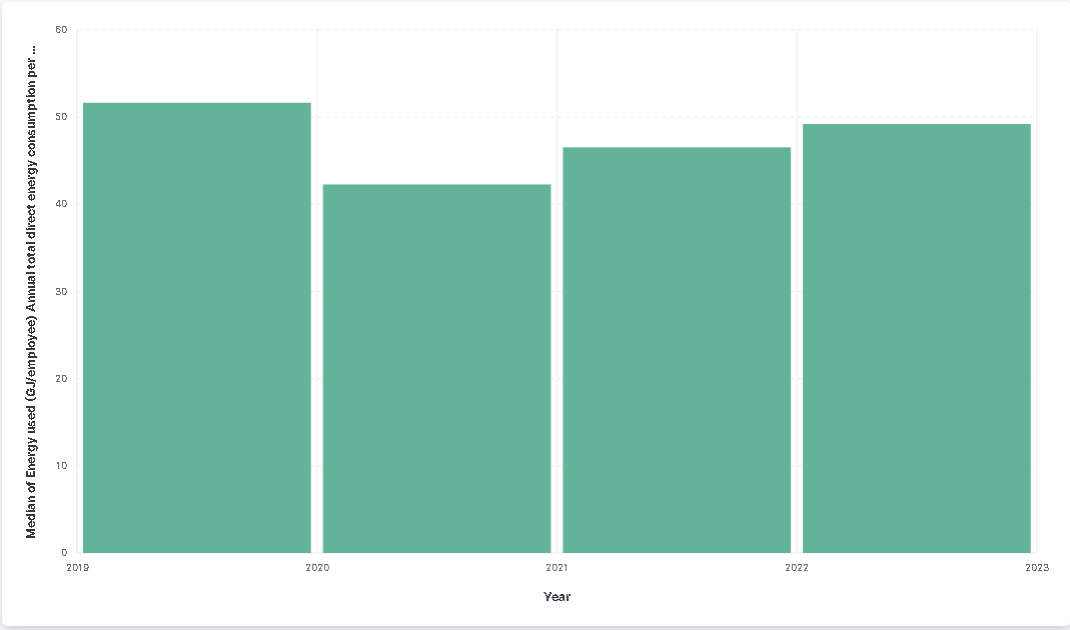 60
50
40
30
20
10
0
Median of Energy used (GJ/employee) Annual total direct energy consumption per ...
2019 2020 2021 2022 2023
Year